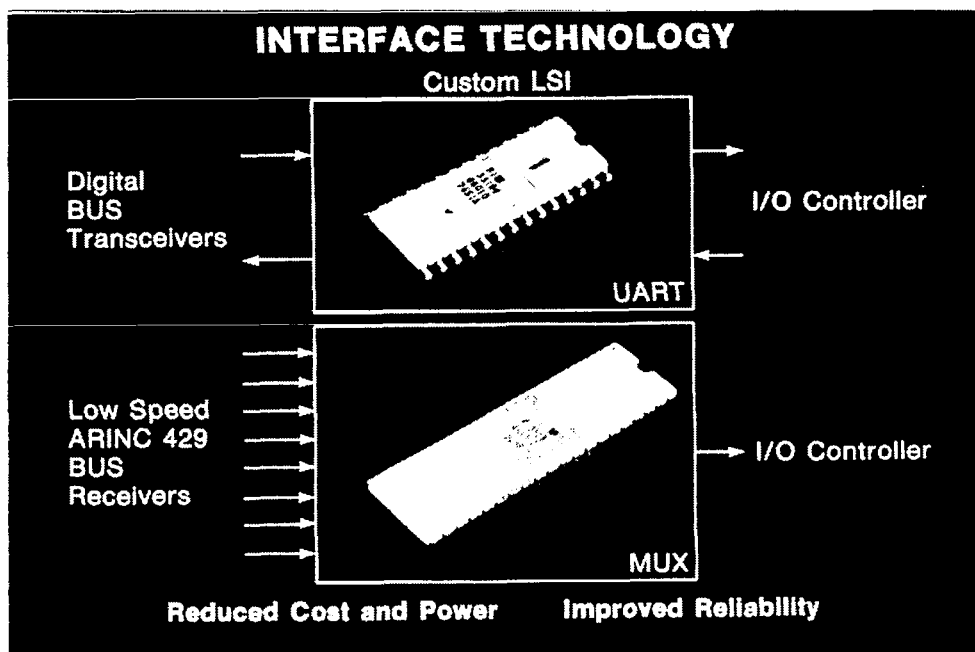 INTERFACE TECHNOLOGY
Custom LSI
Digital
BUS
Transceivers
I/O Controller
UART
Low Speed
ARINC 429
BUS
Receivers
I/O Controller
MUX
Reduced Cost and Power Improved Reliability